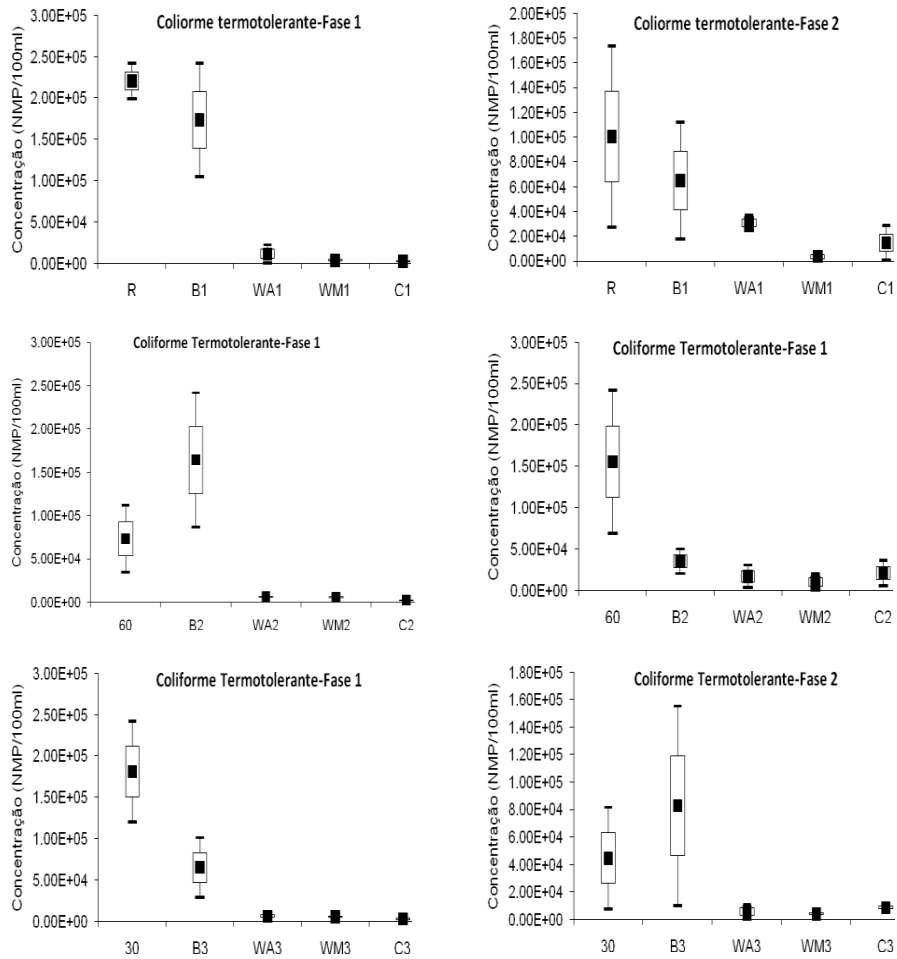 Coliorme termotolerante-Fase 1
Concentração (NMP/100ml)
3.00E+05
2.50E+05
2.00E+05
1.50E+05
1.00E+05
5.00E+04
0.00E+00
R B1 WA1 WM1 C1
Coliorme termotolerante-Fase 2
Concentração (NMP/100ml)
2.00E+05
1.80E+05
1.60E+05
1.40E+05
1.20E+05
1.00E+05
8.00E+04
6.00E+04
4.00E+04
2.00E+04
0.00E+00
R B1 WA1 WM1 C1
Coliforme Termotolerante-Fase 1
Concentração (NMP/100ml)
3.00E+05
2.50E+05
2.00E+05
1.50E+05
1.00E+05
5.00E+04
0.00E+00
60 B2 WA2 WM2 C2
Coliforme Termotolerante-Fase 1
Concentração (NMP/100ml)
3.00E+05
2.50E+05
2.00E+05
1.50E+05
1.00E+05
5.00E+04
0.00E+00
60 B2 WA2 WM2 C2
Coliforme Termotolerante-Fase 1
Concentração (NMP/100ml)
3.00E+05
2.50E+05
2.00E+05
1.50E+05
1.00E+05
5.00E+04
0.00E+00
30 B3 WA3 WM3 C3
Coliforme Termotolerante-Fase 2
Concentração (NMP/100ml)
1.80E+05
1.60E+05
1.40E+05
1.20E+05
1.00E+05
8.00E+04
6.00E+04
4.00E+04
2.00E+04
0.00E+00
30 B3 WA3 WM3 C3